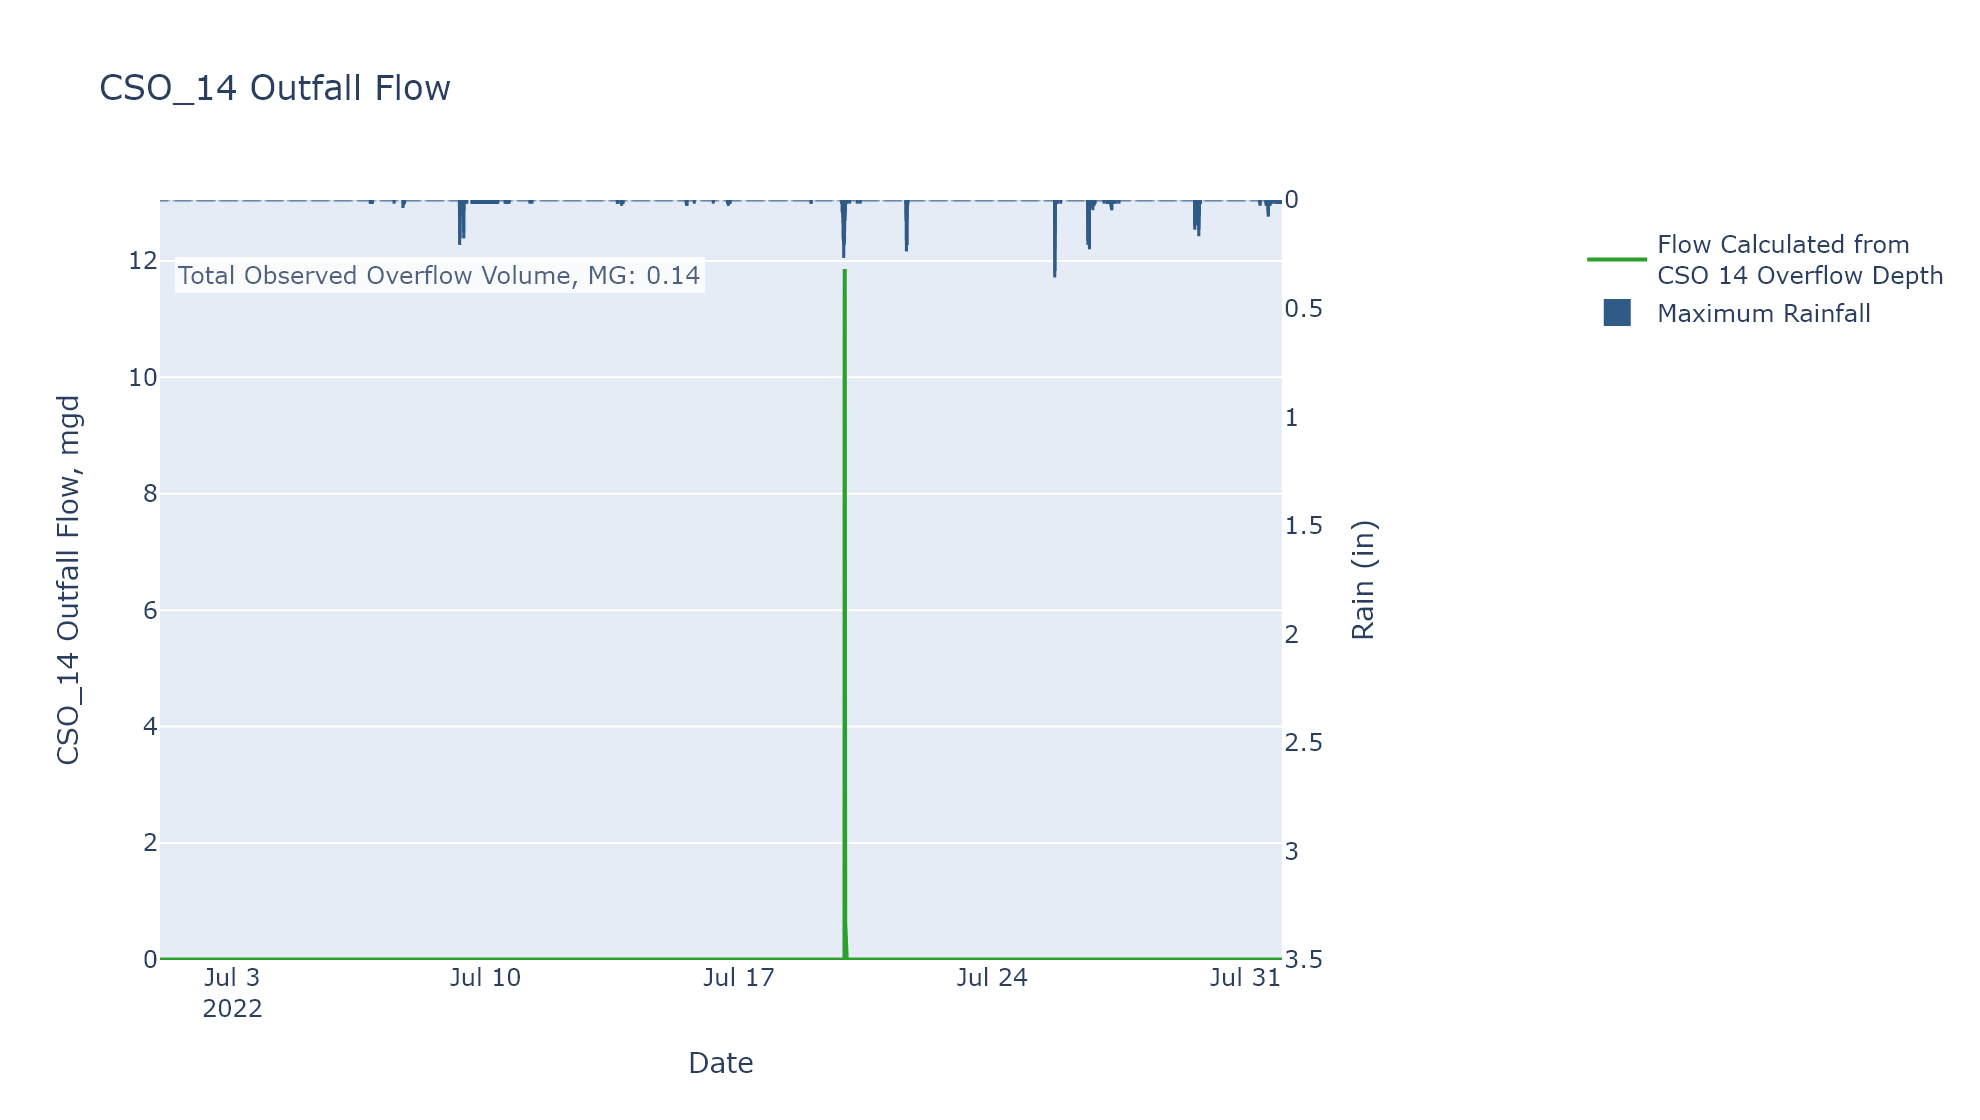 CSO_14 Outfall Flow
Total Observed Overflow Volume, MG: 0.14
CSO_14 Outfall Flow, mgd
12
10
8
6
4
2
0
Jul 3
2022
Jul 10
Jul 17
Jul 24
Jul 31
Date
0
0.5
1
1.5
2
2.5
3
3.5
Rain (in)
Flow Calculated from
CSO 14 Overflow Depth
Maximum Rainfall